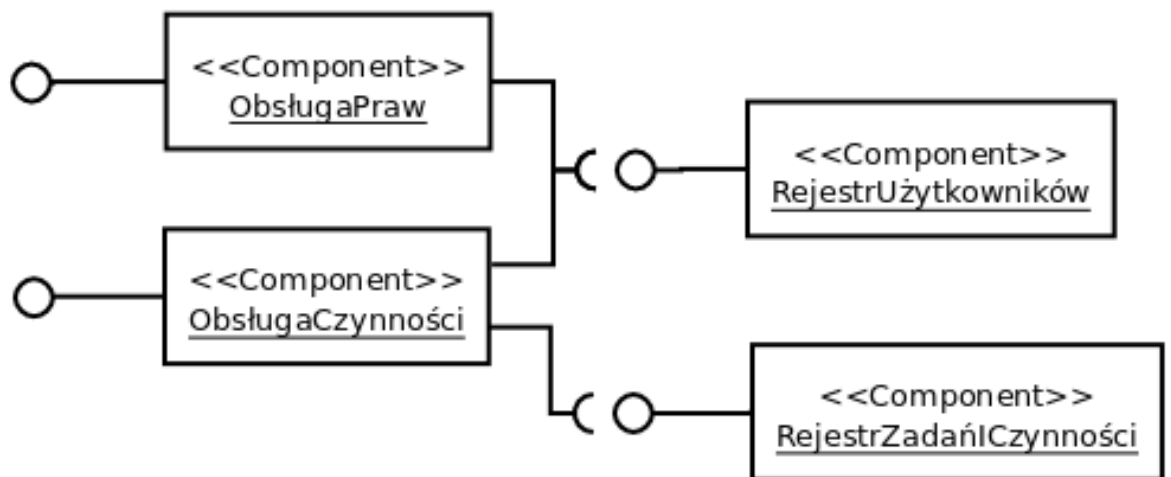 <<Component>>
ObsługaPraw
<<Component>>
RejestrUżytkowników
<<Component>>
ObsługaCzynności
<<Component>>
RejestrZadańICzynności